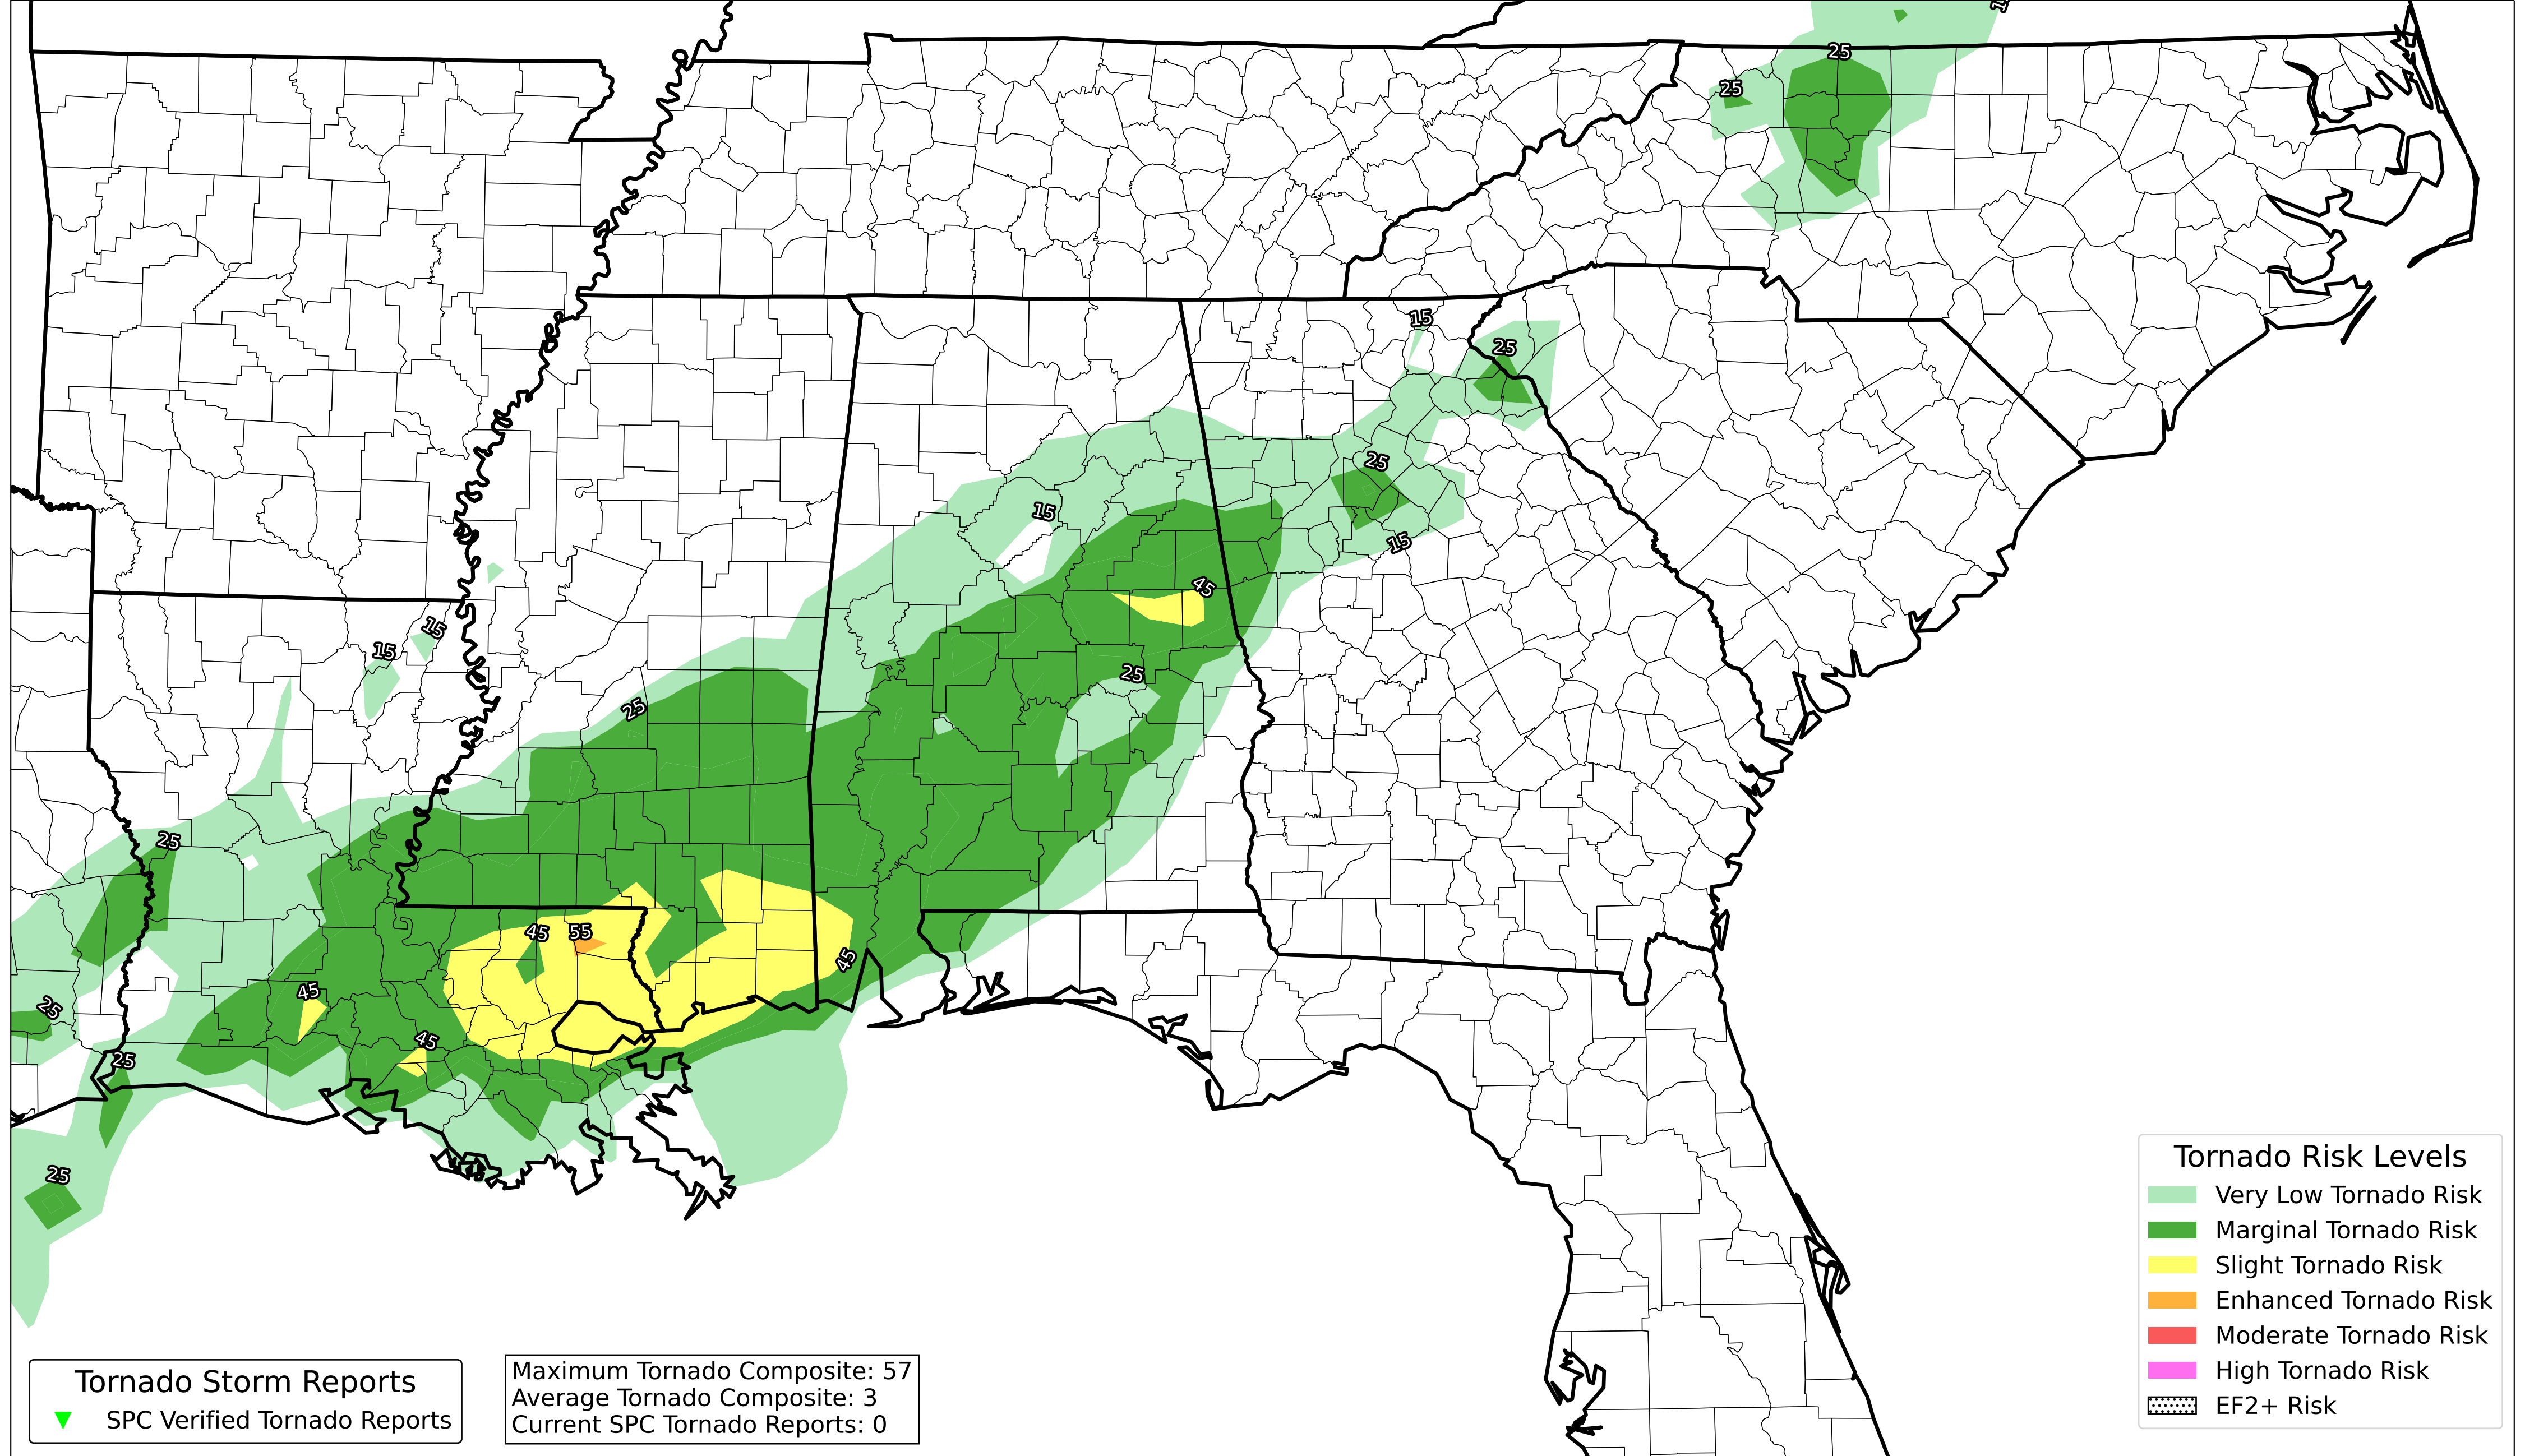 1
25
25
15
25
25
15
15
45
15
15
25
25
25
45
55
45
45
25
45
25
25
Tornado Risk Levels
Very Low Tornado Risk
Marginal Tornado Risk
Slight Tornado Risk
Enhanced Tornado Risk
Moderate Tornado Risk
High Tornado Risk
EF2+ Risk
Tornado Storm Reports
SPC Verified Tornado Reports
Maximum Tornado Composite: 57
Average Tornado Composite: 3
Current SPC Tornado Reports: 0